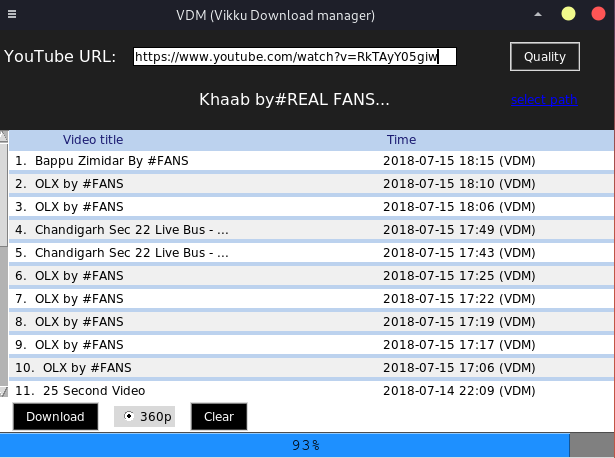 VDM (Vikku Download manager)
YouTube URL: https://www.youtube.com/watch?v=RkTAyY05giw Quality
Khaab by#REAL FANS... select path
Video title Time
1. Bappu Zimidar By #FANS 2018-07-15 18:15 (VDM)
2. OLX by #FANS 2018-07-15 18:10 (VDM)
3. OLX by #FANS 2018-07-15 18:06 (VDM)
4. Chandigarh Sec 22 Live Bus - ... 2018-07-15 17:49 (VDM)
5. Chandigarh Sec 22 Live Bus - ... 2018-07-15 17:43 (VDM)
6. OLX by #FANS 2018-07-15 17:25 (VDM)
7. OLX by #FANS 2018-07-15 17:22 (VDM)
8. OLX by #FANS 2018-07-15 17:19 (VDM)
9. OLX by #FANS 2018-07-15 17:17 (VDM)
10. OLX by #FANS 2018-07-15 17:06 (VDM)
11. 25 Second Video 2018-07-14 22:09 (VDM)
Download 360p Clear
93%